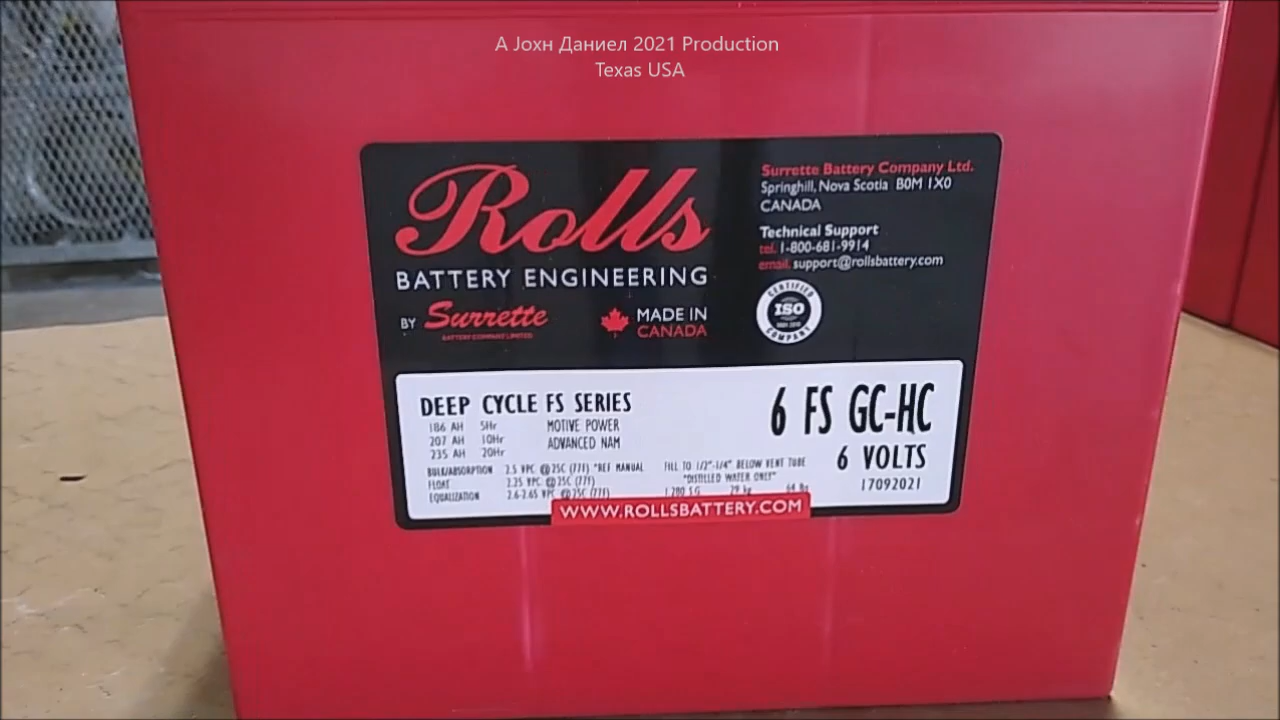 A Јохн Даниел 2021 Production
Texas USA
Rolls
BATTERY ENGINEERING
BY Surrette
BATTERY COMPANY LIMITED
MADE IN
CANADA
Surrette Battery Company Ltd.
Springhill, Nova Scotia B0M 1X0
CANADA
Technical Support
tel. 1-800-681-9914
email. support@rollsbattery.com
CERTIFIED
ISO
COMPANY
DEEP CYCLE FS SERIES
186 AH 5Hr MOTIVE POWER
207 AH 10Hr ADVANCED NAM
235 AH 20Hr
BULK/ABSORPTION 2.5 VPC @25C (77F) *REF MANUAL
FLOAT 2.25 VPC @25C (77F)
EQUALIZATION 2.6-2.65 VPC @25C (77F)
FILL TO 1/2"-1/4" BELOW VENT TUBE
"DISTILLED WATER ONLY"
1.280 SG 29 kg 64 lbs
6 FS GC-HC
6 VOLTS
17092021
WWW.ROLLSBATTERY.COM